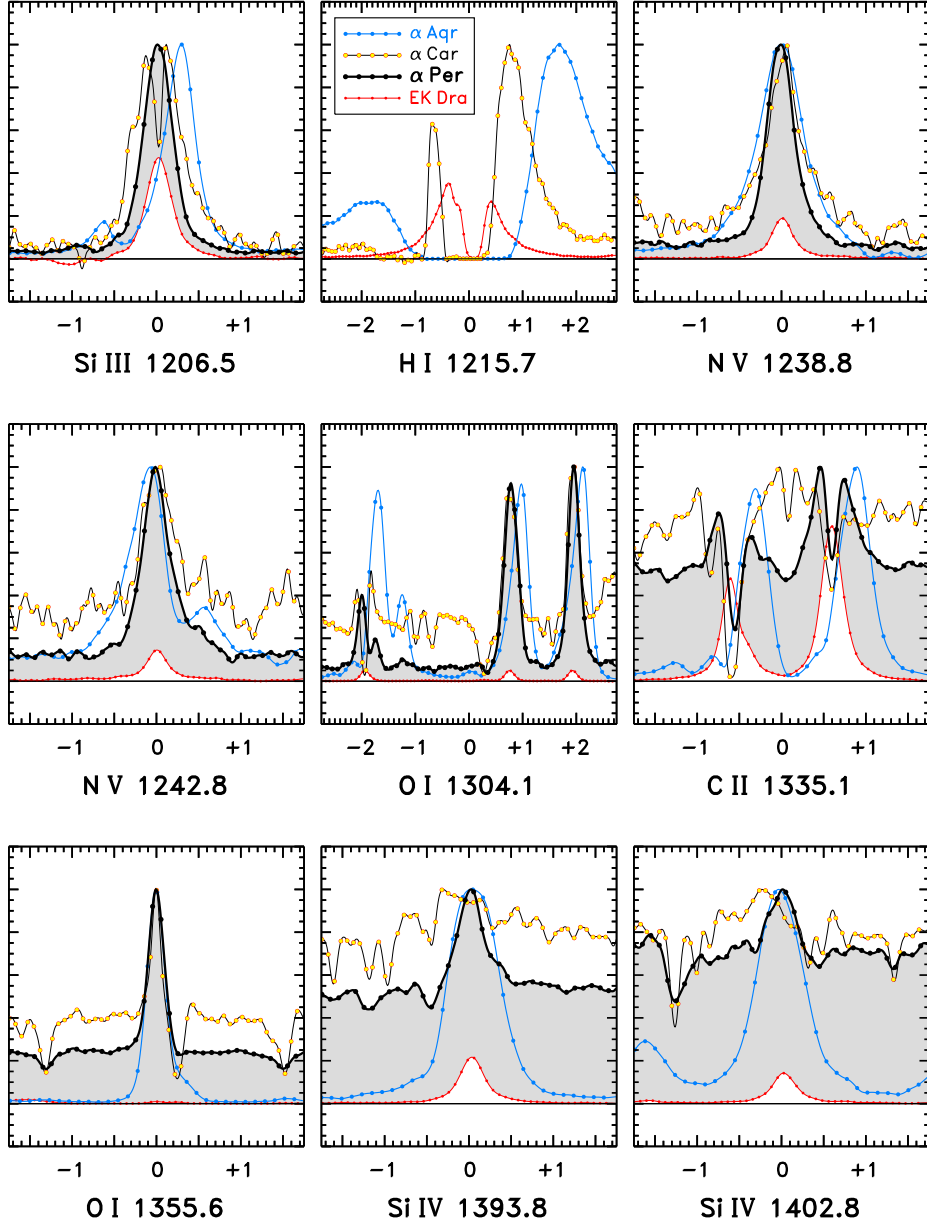 α Aqr
α Car
α Per
EK Dra
−1 0 +1
−2 −1 0 +1 +2
−1 0 +1
Si III 1206.5
H I 1215.7
N V 1238.8
−1 0 +1
−2 −1 0 +1 +2
−1 0 +1
N V 1242.8
O I 1304.1
C II 1335.1
−1 0 +1
−1 0 +1
−1 0 +1
O I 1355.6
Si IV 1393.8
Si IV 1402.8